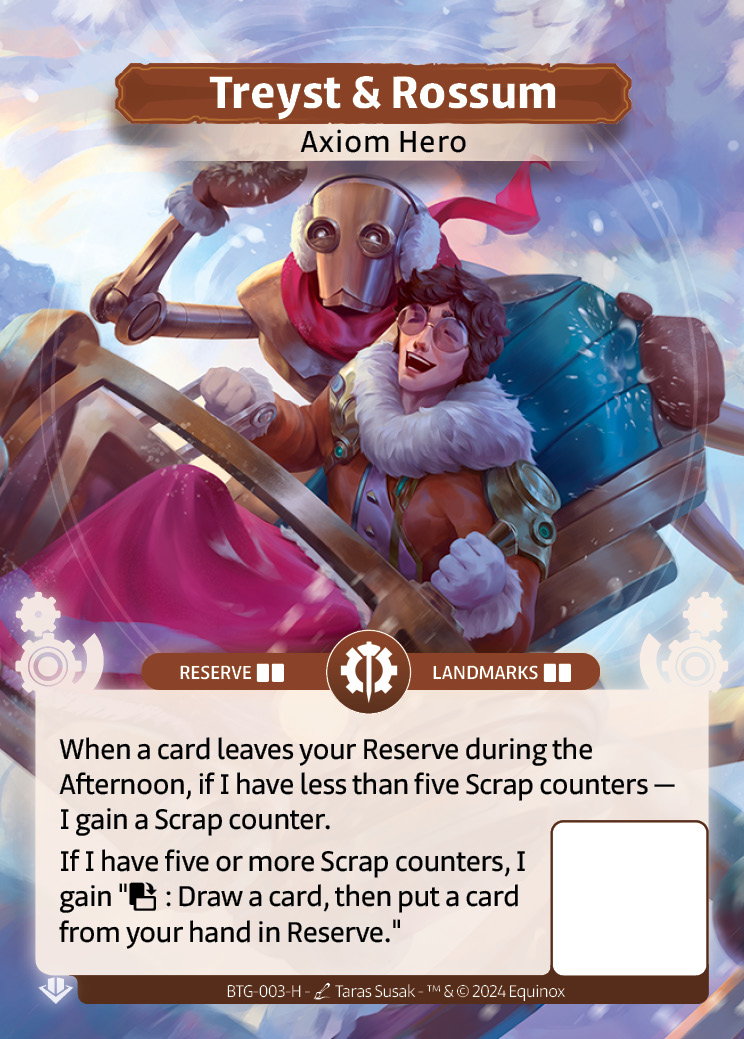 Treyst & Rossum
Axiom Hero
RESERVE
LANDMARKS
When a card leaves your Reserve during the
Afternoon, if I have less than five Scrap counters —
I gain a Scrap counter.
If I have five or more Scrap counters, I
gain " : Draw a card, then put a card
from your hand in Reserve."
BTG-003-H - Taras Susak - ™ & © 2024 Equinox